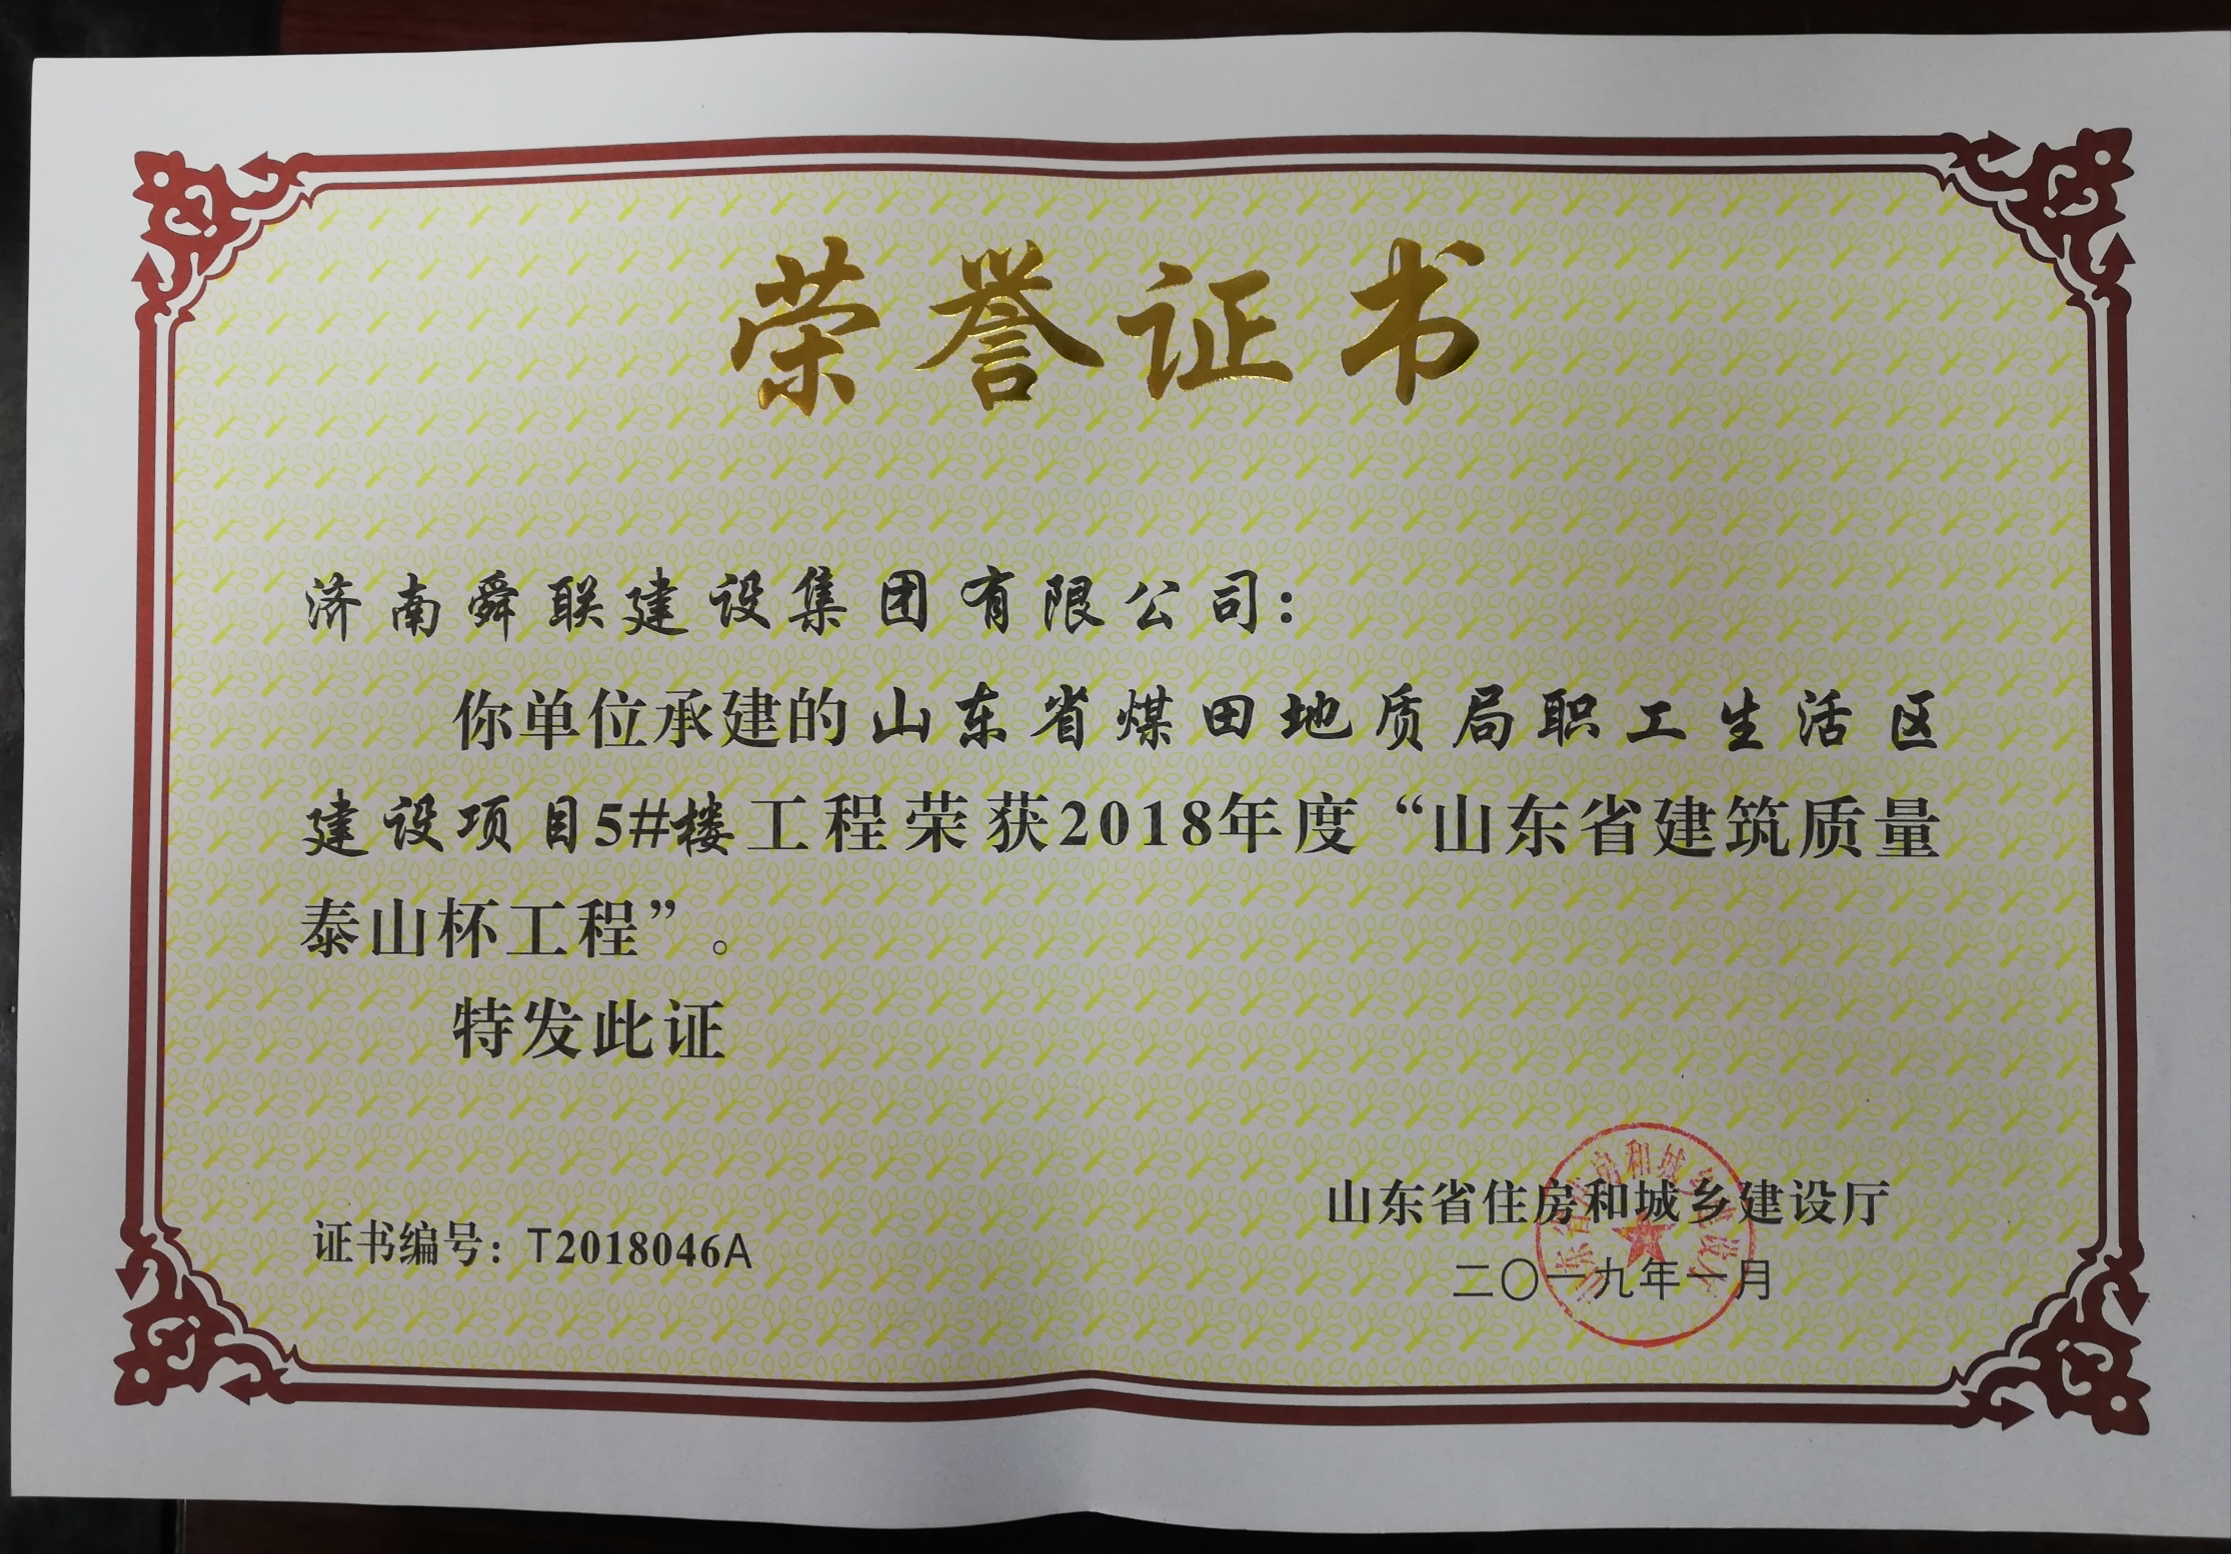 荣誉证书
济南舜联建设集团有限公司：
你单位承建的山东省煤田地质局职工生活区
建设项目5#楼工程荣获2018年度“山东省建筑质量
泰山杯工程”。
特发此证
山东省住房和城乡建设厅
证书编号：T2018046A
二〇一九年一月